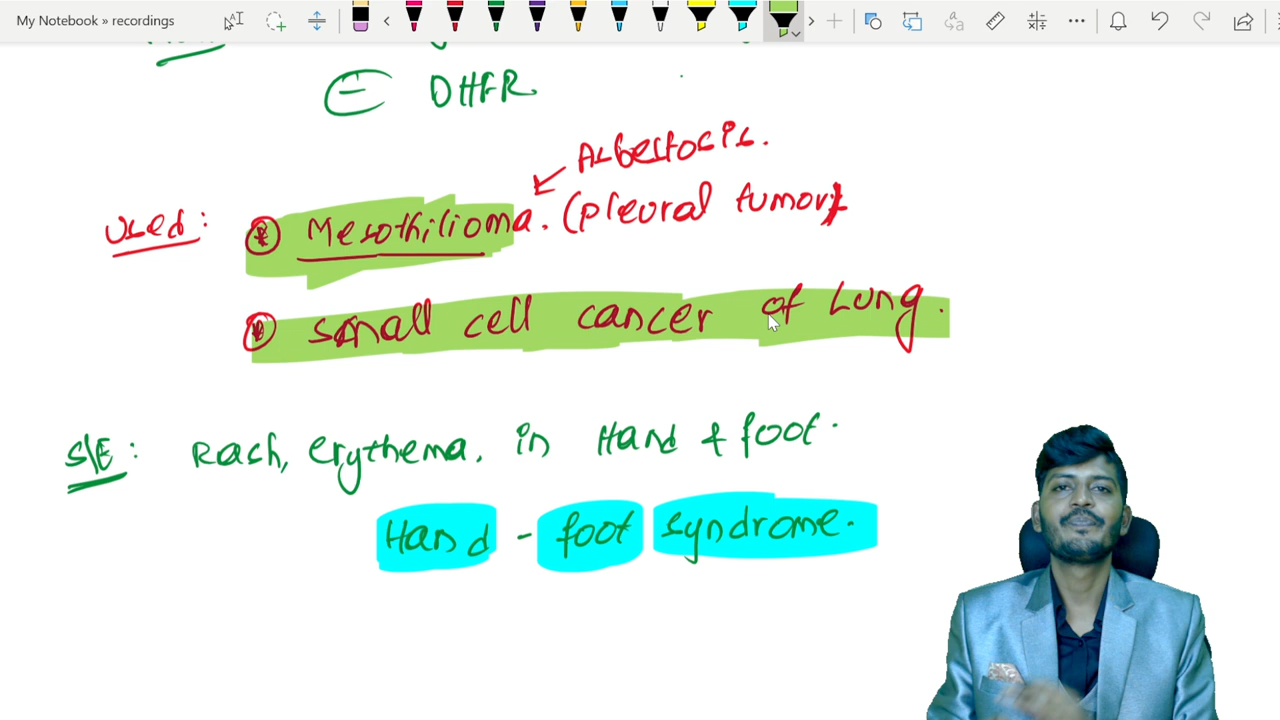 My Notebook » recordings
DHFR
Asbestosis.
Used: Mesothilioma. (pleural tumor)
small cell cancer of Lung.
S/E: Rash, erythema. in Hand & foot.
Hand - foot syndrome.